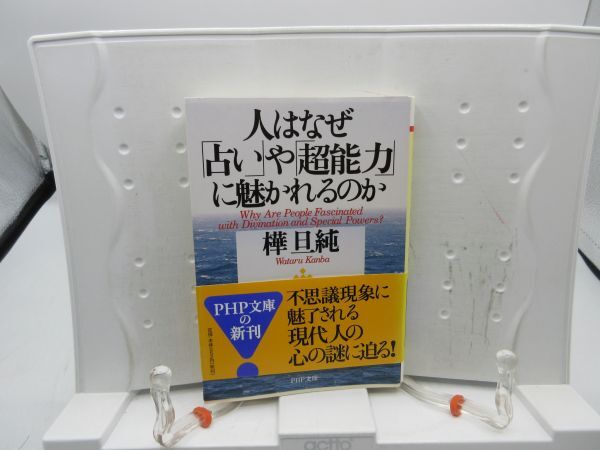 人はなぜ
「占い」や「超能力」
に魅かれるのか
Why Are People Fascinated
with Divination and Special Powers?
樺旦純
Wataru Kanba
PHP文庫
の
新刊
不思議現象に
魅了される
現代人の
心の謎に迫る!
PHP文庫